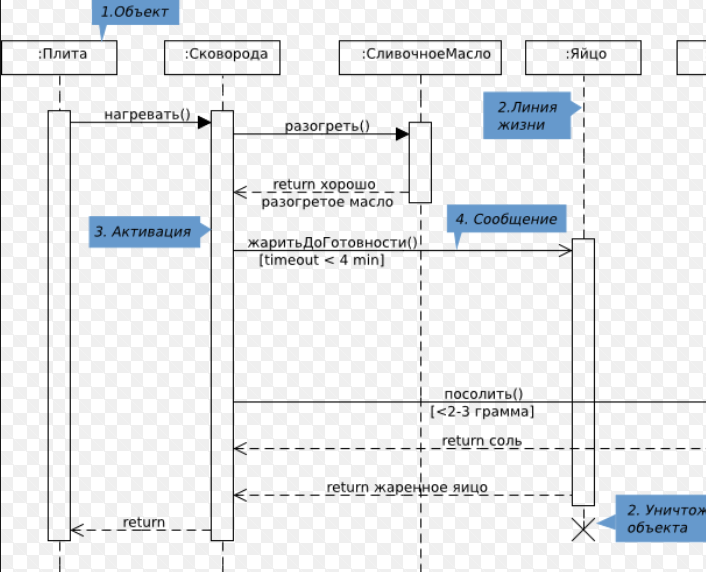 1.Объект
:Плита
:Сковорода
:СливочноеМасло
:Яйцо
нагревать()
разогреть()
2.Линия
жизни
return хорошо
разогретое масло
3. Активация
4. Сообщение
жаритьДоГотовности()
[timeout < 4 min]
посолить()
[<2-3 грамма]
return соль
return жаренное яицо
return
2. Уничтож
объекта